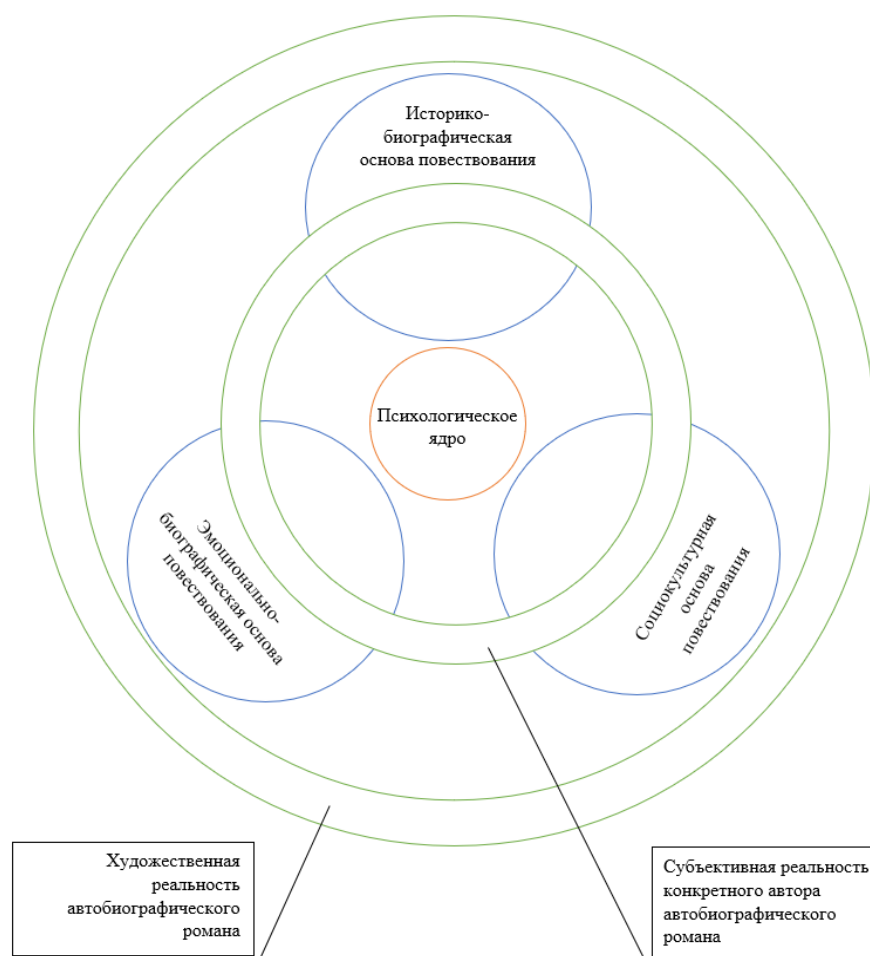 Историко-
биографическая
основа повествования
Психологическое
ядро
Эмоционально-
биографическая основа
повествования
Социокультурная
основа
повествования
Художественная
реальность
автобиографического
романа
Субъективная реальность
конкретного автора
автобиографического
романа